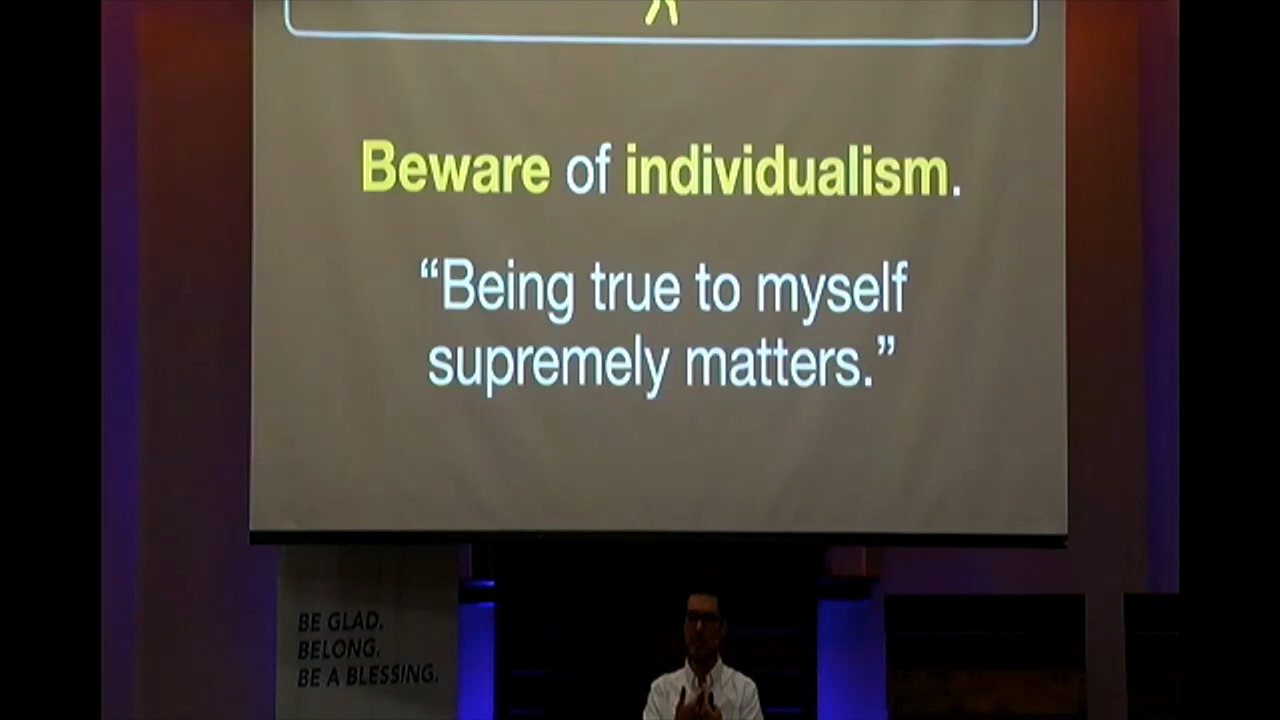 Beware of individualism.
“Being true to myself
supremely matters.”
BE GLAD.
BELONG.
BE A BLESSING.